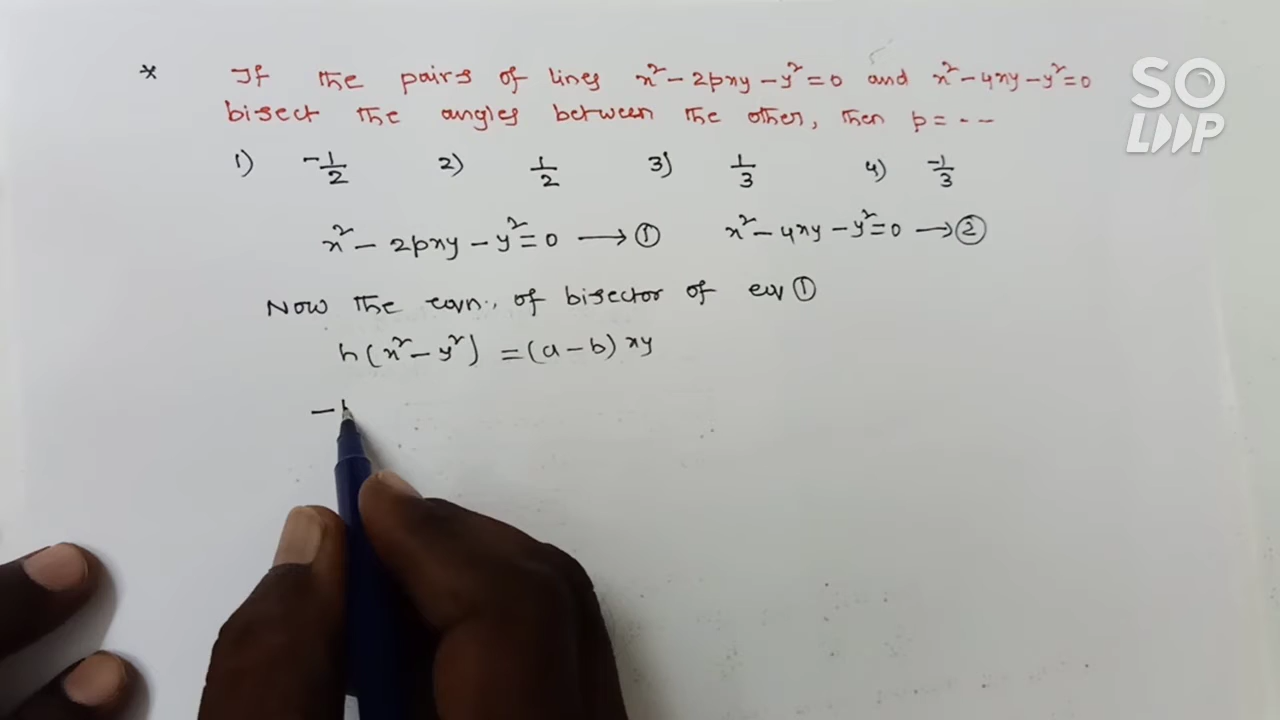 * If the pairs of lines x² - 2pxy - y² = 0 and x² - 4xy - y² = 0
bisect the angles between the other, then p = ---
1) -1/2 2) 1/2 3) 1/3 4) -1/3
x² - 2pxy - y² = 0 → ① x² - 4xy - y² = 0 → ②
Now the eqn., of bisector of eq ①
h(x² - y²) = (a - b) xy
-
SO
LOOP